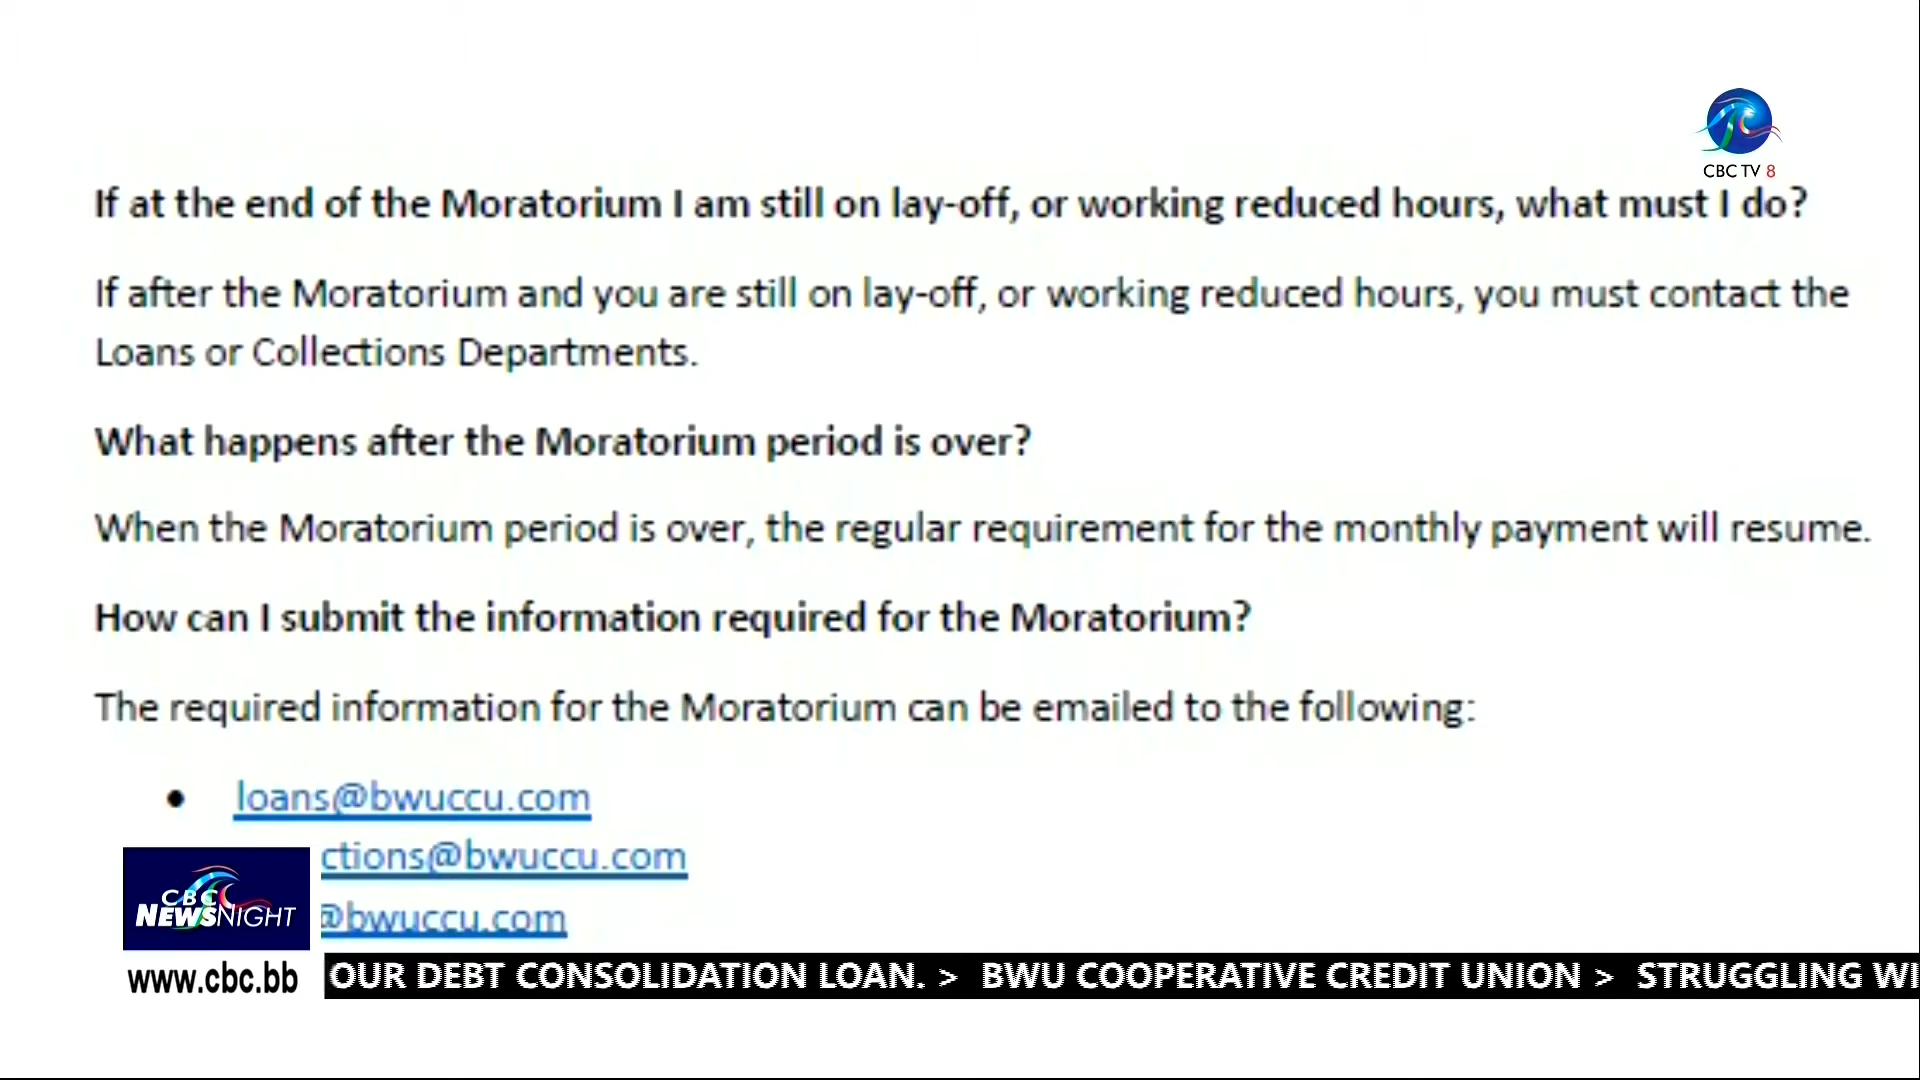 CBC TV 8
If at the end of the Moratorium I am still on lay-off, or working reduced hours, what must I do?
If after the Moratorium and you are still on lay-off, or working reduced hours, you must contact the
Loans or Collections Departments.
What happens after the Moratorium period is over?
When the Moratorium period is over, the regular requirement for the monthly payment will resume.
How can I submit the information required for the Moratorium?
The required information for the Moratorium can be emailed to the following:
• loans@bwuccu.com
ctions@bwuccu.com
@bwuccu.com
CBC
NEWSNIGHT
www.cbc.bb
OUR DEBT CONSOLIDATION LOAN. > BWU COOPERATIVE CREDIT UNION > STRUGGLING WI